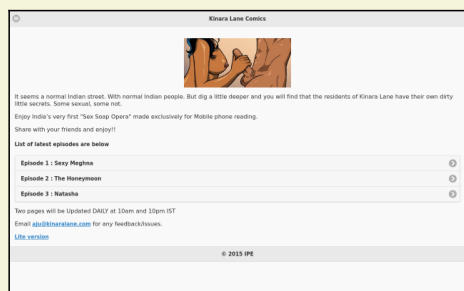 Kinara Lane Comics
It seems a normal Indian street. With normal Indian people. But dig a little deeper and you will find that the residents of Kinara Lane have their own dirty
little secrets. Some sexual, some not.
Enjoy India's very first "Sex Soap Opera" made exclusively for Mobile phone reading.
Share with your friends and enjoy!!
List of latest episodes are below
Episode 1 : Sexy Meghna
Episode 2 : The Honeymoon
Episode 3 : Natasha
Two pages will be Updated DAILY at 10am and 10pm IST
Email aju@kinaralane.com for any feedback/issues.
Lite version
© 2015 IPE